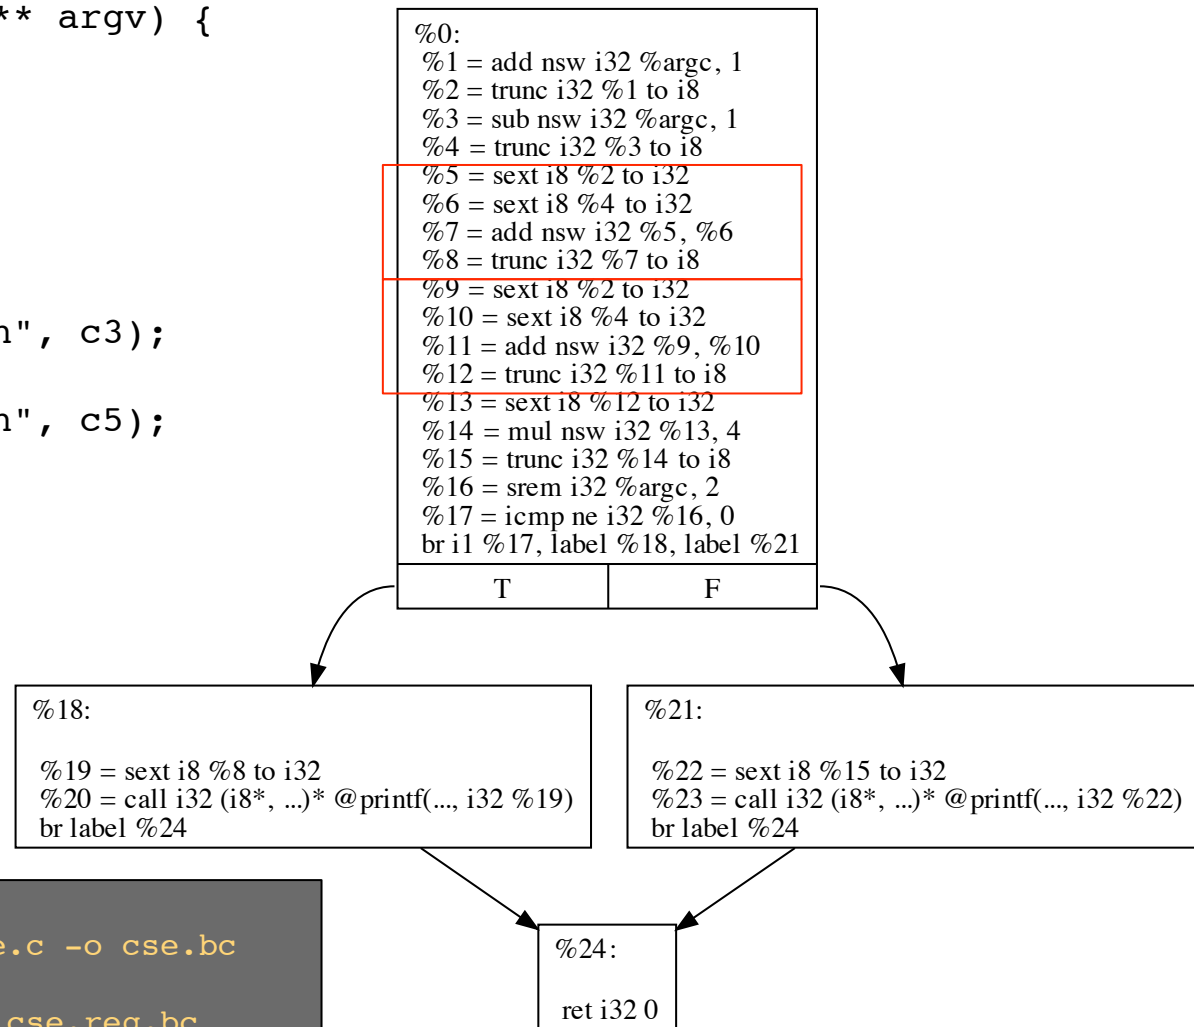 ** argv) {
n", c3);
n", c5);
%0:
%1 = add nsw i32 %argc, 1
%2 = trunc i32 %1 to i8
%3 = sub nsw i32 %argc, 1
%4 = trunc i32 %3 to i8
%5 = sext i8 %2 to i32
%6 = sext i8 %4 to i32
%7 = add nsw i32 %5, %6
%8 = trunc i32 %7 to i8
%9 = sext i8 %2 to i32
%10 = sext i8 %4 to i32
%11 = add nsw i32 %9, %10
%12 = trunc i32 %11 to i8
%13 = sext i8 %12 to i32
%14 = mul nsw i32 %13, 4
%15 = trunc i32 %14 to i8
%16 = srem i32 %argc, 2
%17 = icmp ne i32 %16, 0
br i1 %17, label %18, label %21
T F
%18:
%19 = sext i8 %8 to i32
%20 = call i32 (i8*, ...)* @printf(..., i32 %19)
br label %24
%21:
%22 = sext i8 %15 to i32
%23 = call i32 (i8*, ...)* @printf(..., i32 %22)
br label %24
%24:
ret i32 0
e.c -o cse.bc
cse.reg.bc